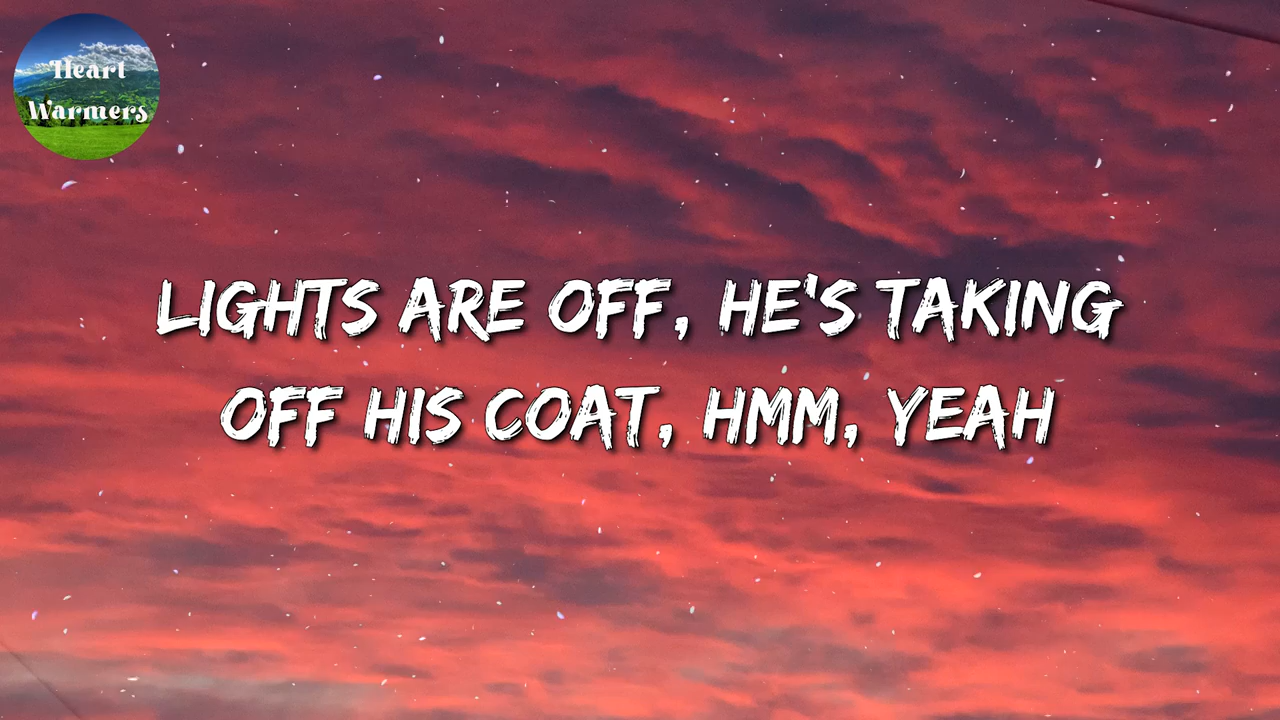 Heart
Warmers
LIGHTS ARE OFF, HE'S TAKING
OFF HIS COAT, HMM, YEAH